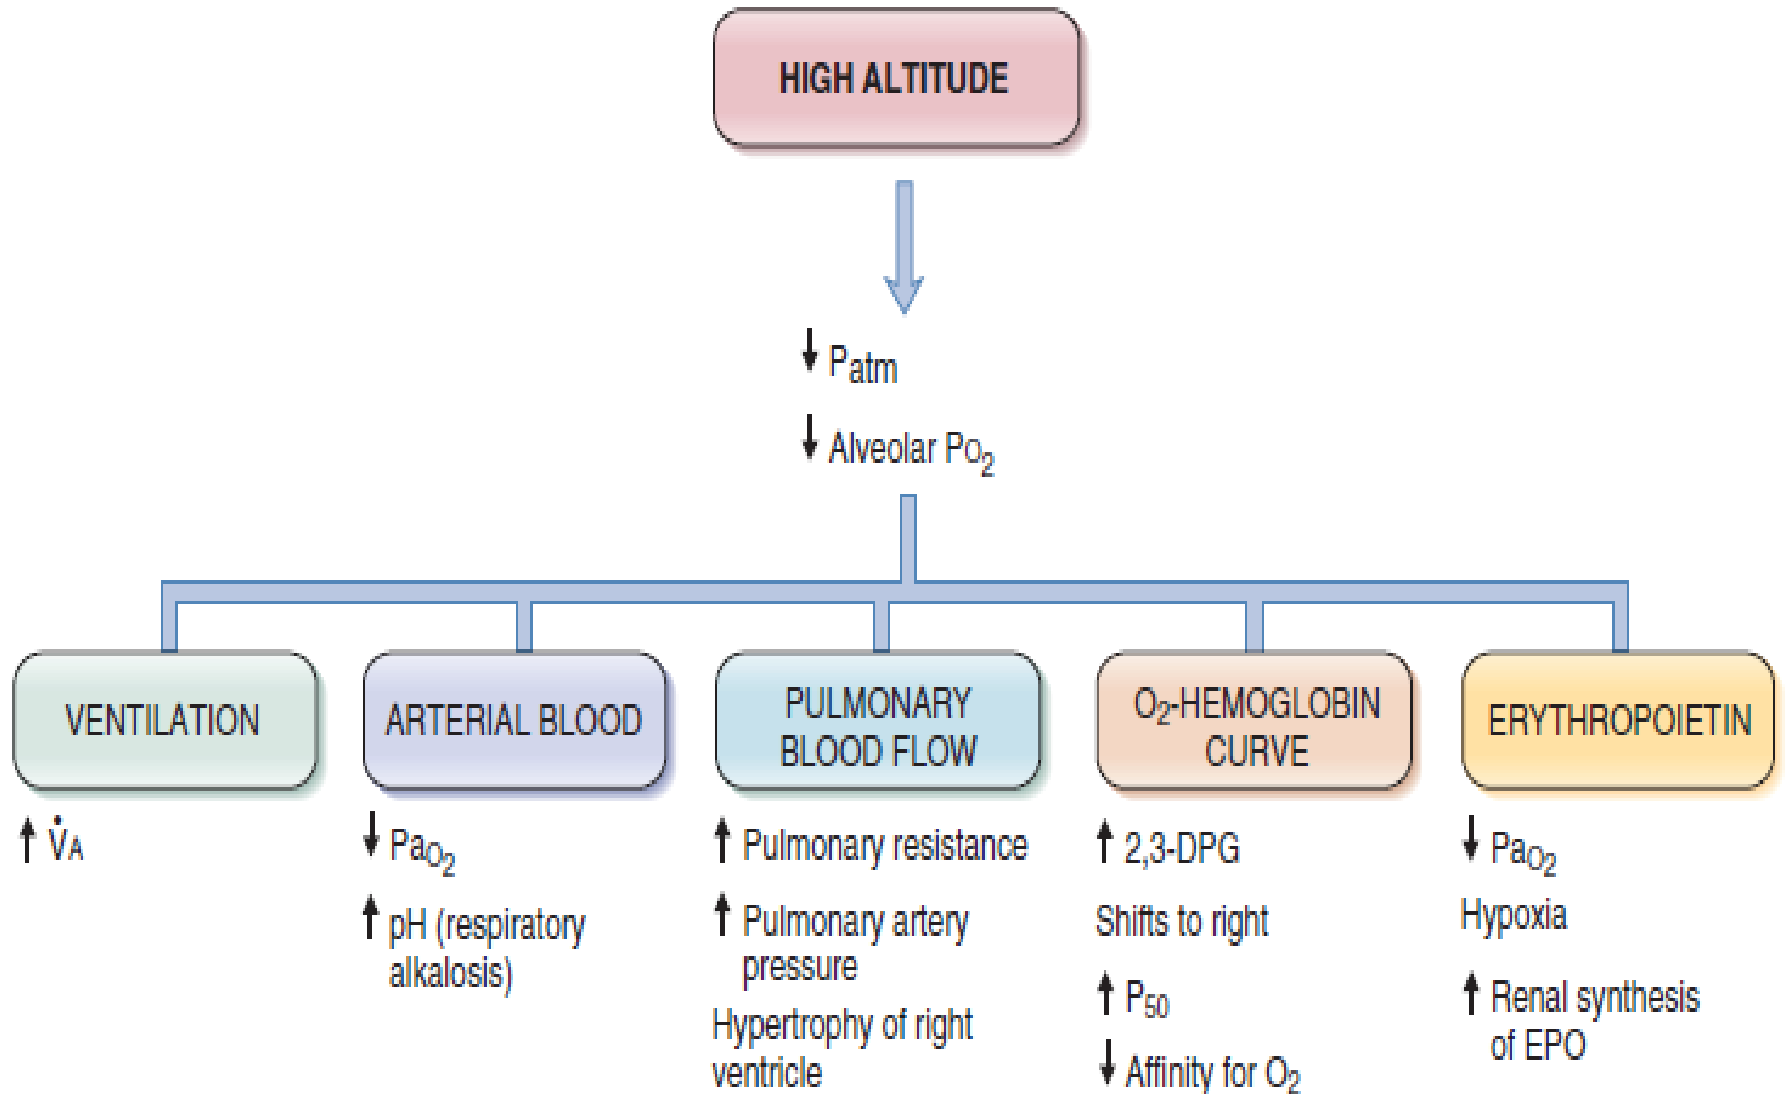 HIGH ALTITUDE
↓ Patm
↓ Alveolar PO₂
VENTILATION
↑ V̇A
ARTERIAL BLOOD
↓ PaO₂
↑ pH (respiratory
alkalosis)
PULMONARY
BLOOD FLOW
↑ Pulmonary resistance
↑ Pulmonary artery
pressure
Hypertrophy of right
ventricle
O₂-HEMOGLOBIN
CURVE
↑ 2,3-DPG
Shifts to right
↑ P₅₀
↓ Affinity for O₂
ERYTHROPOIETIN
↓ PaO₂
Hypoxia
↑ Renal synthesis
of EPO